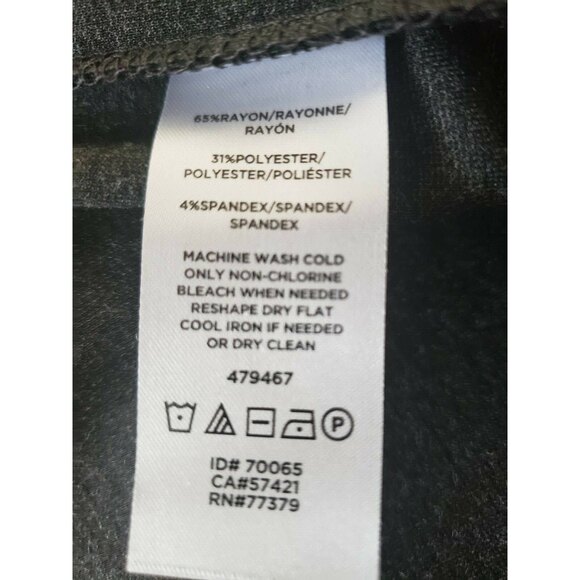 65%RAYON/RAYONNE/
RAYÓN
31%POLYESTER/
POLYESTER/POLIÉSTER
4%SPANDEX/SPANDEX/
SPANDEX
MACHINE WASH COLD
ONLY NON-CHLORINE
BLEACH WHEN NEEDED
RESHAPE DRY FLAT
COOL IRON IF NEEDED
OR DRY CLEAN
479467
P
ID# 70065
CA#57421
RN#77379